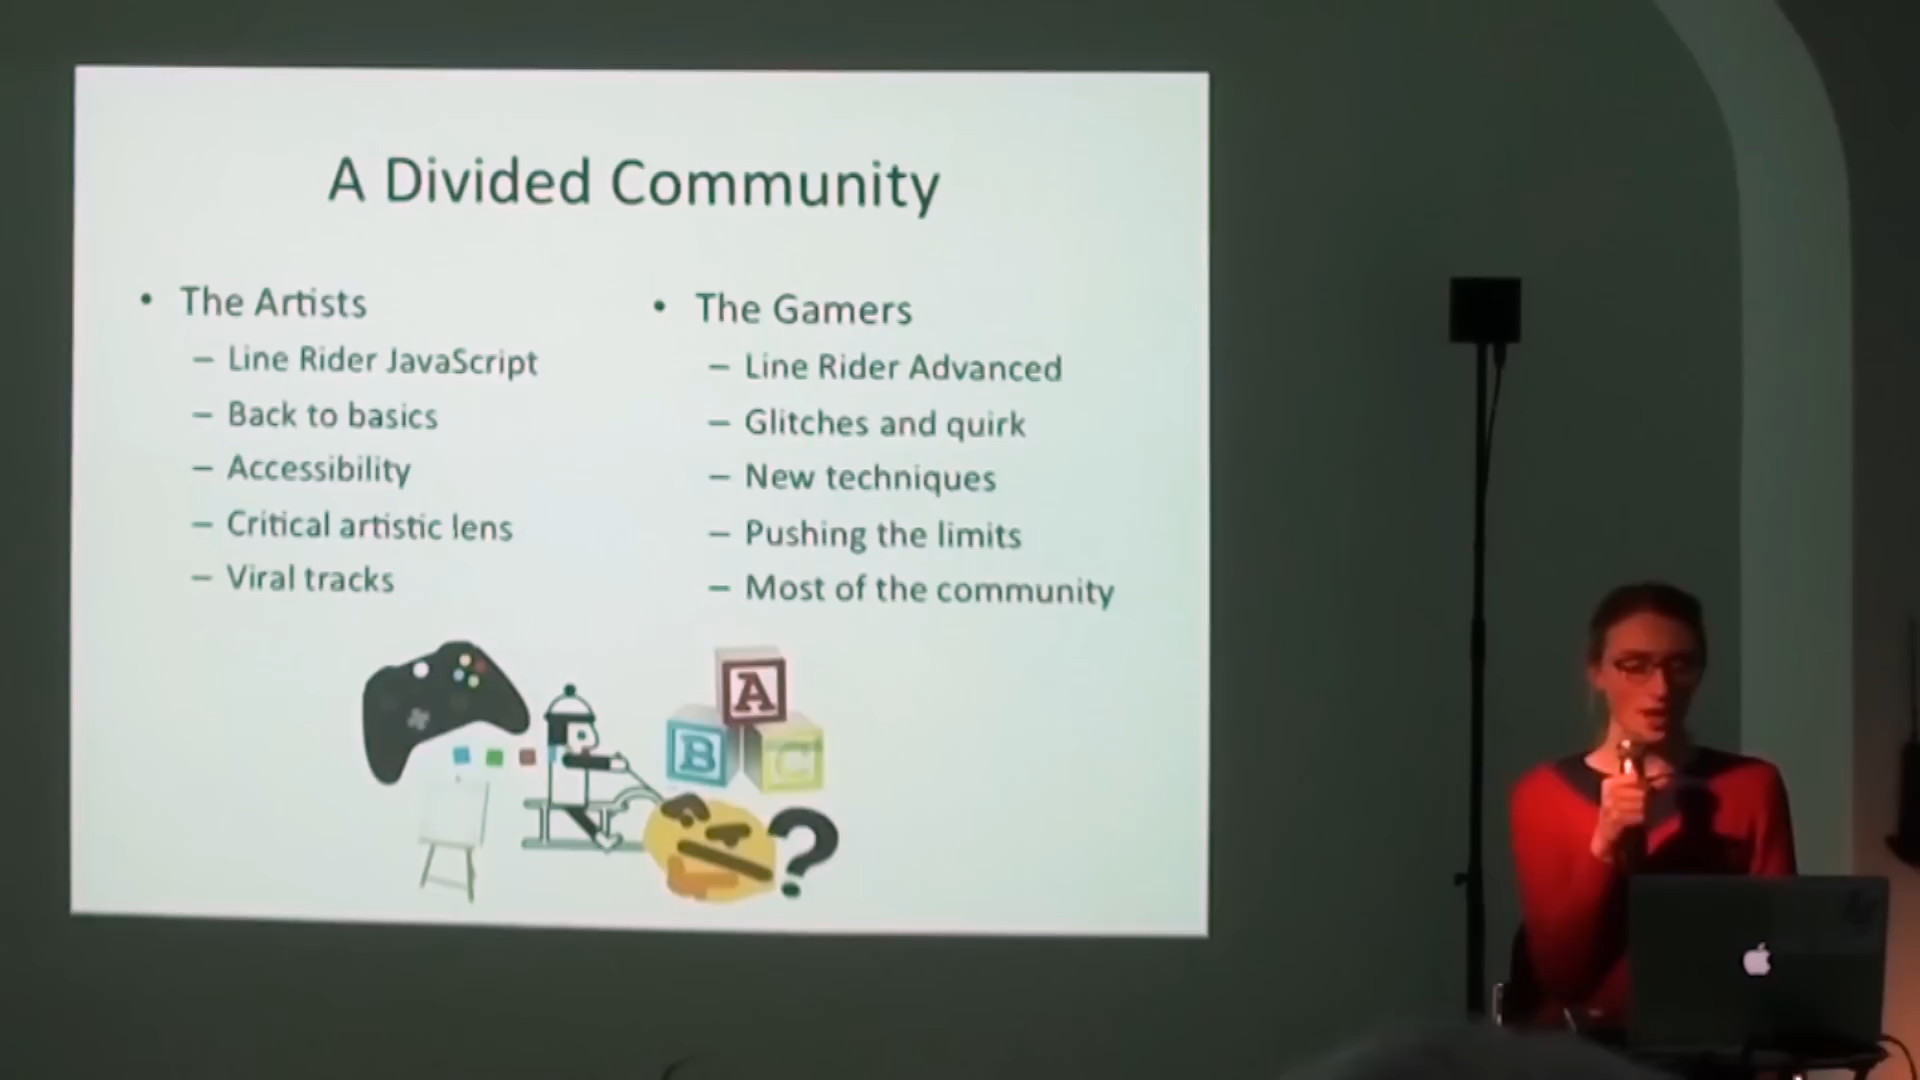 A Divided Community
• The Artists
– Line Rider JavaScript
– Back to basics
– Accessibility
– Critical artistic lens
– Viral tracks
• The Gamers
– Line Rider Advanced
– Glitches and quirk
– New techniques
– Pushing the limits
– Most of the community
A
B
C
?